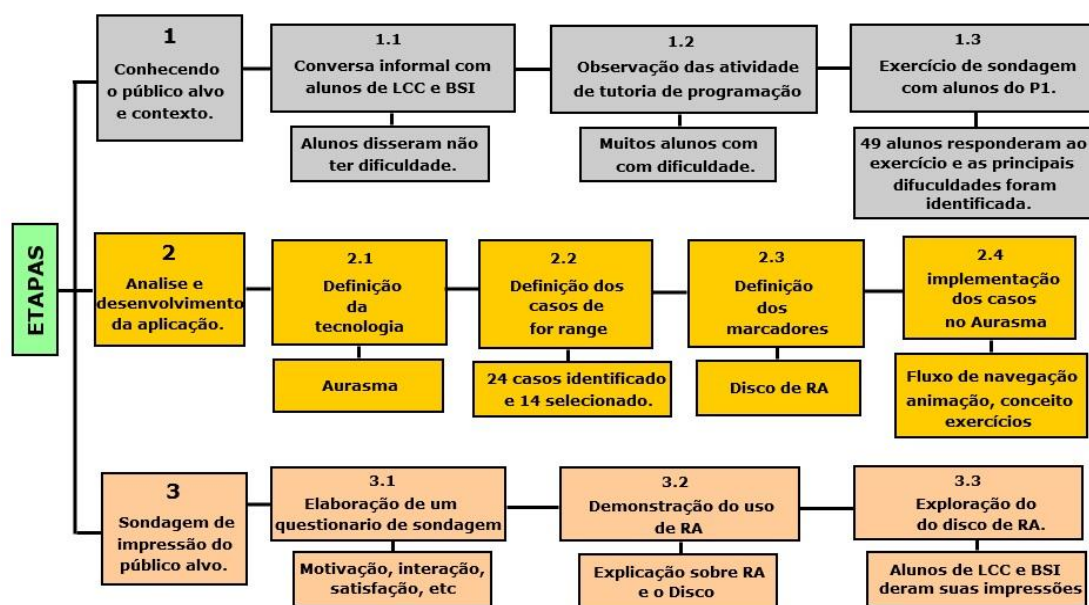 ETAPAS
1
Conhecendo
o público alvo
e contexto.
1.1
Conversa informal com
alunos de LCC e BSI
Alunos disseram não
ter dificuldade.
1.2
Observação das atividade
de tutoria de programação.
Muitos alunos com
com dificuldade.
1.3
Exercício de sondagem
com alunos do P1.
49 alunos responderam ao
exercício e as principais
difuculdades foram
identificada.
2
Analise e
desenvolvimento
da aplicação.
2.1
Definição
da
tecnologia
Aurasma
2.2
Definição dos
casos de
for range
24 casos identificado
e 14 selecionado.
2.3
Definição
dos
marcadores
Disco de RA
2.4
implementação
dos casos
no Aurasma
Fluxo de navegação
animação, conceito
exercícios
3
Sondagem de
impressão do
público alvo.
3.1
Elaboração de um
questionario de sondagem
Motivação, interação,
satisfação, etc
3.2
Demonstração do uso
de RA
Explicação sobre RA
e o Disco
3.3
Exploração do
do disco de RA.
Alunos de LCC e BSI
deram suas impressões